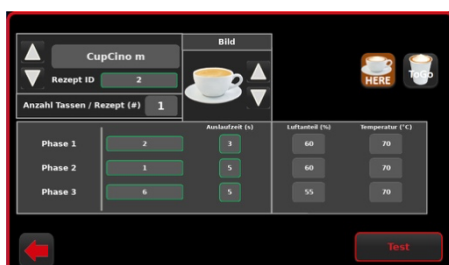 CupCino m
Bild
Rezept ID 2
HERE
ToGo
Anzahl Tassen / Rezept (#) 1
Auslaufzeit (s) Luftanteil (%) Temperatur (°C)
Phase 1 2 3 60 70
Phase 2 1 5 60 70
Phase 3 6 5 55 70
Test